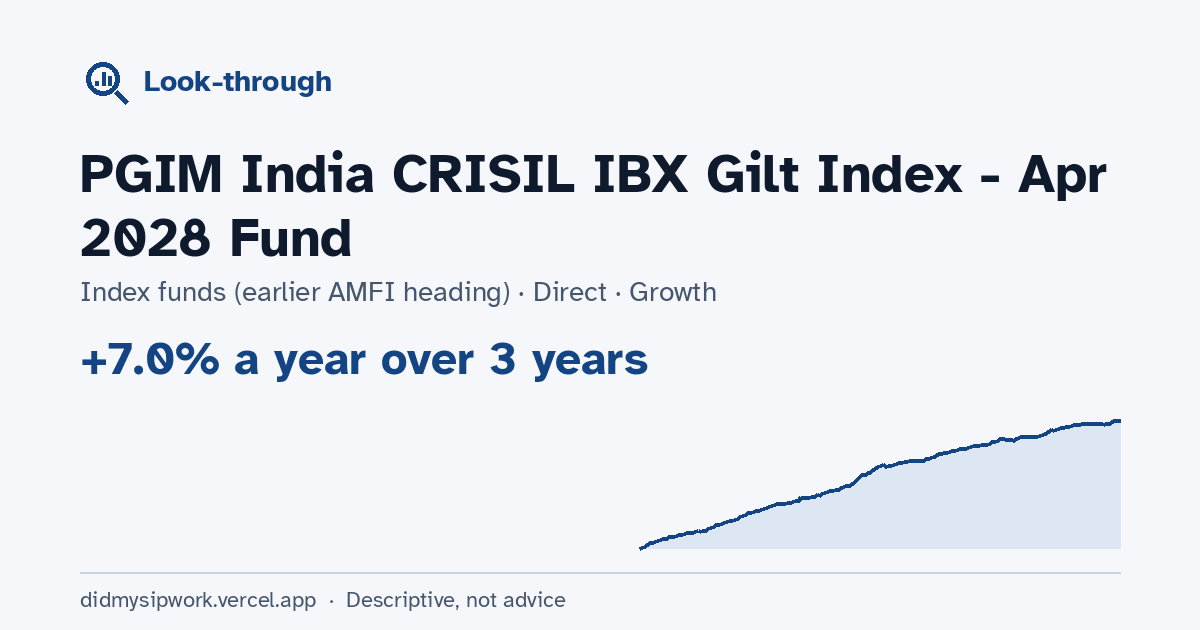 Look-through
PGIM India CRISIL IBX Gilt Index - Apr
2028 Fund
Index funds (earlier AMFI heading) · Direct · Growth
+7.0% a year over 3 years
didmysipwork.vercel.app · Descriptive, not advice